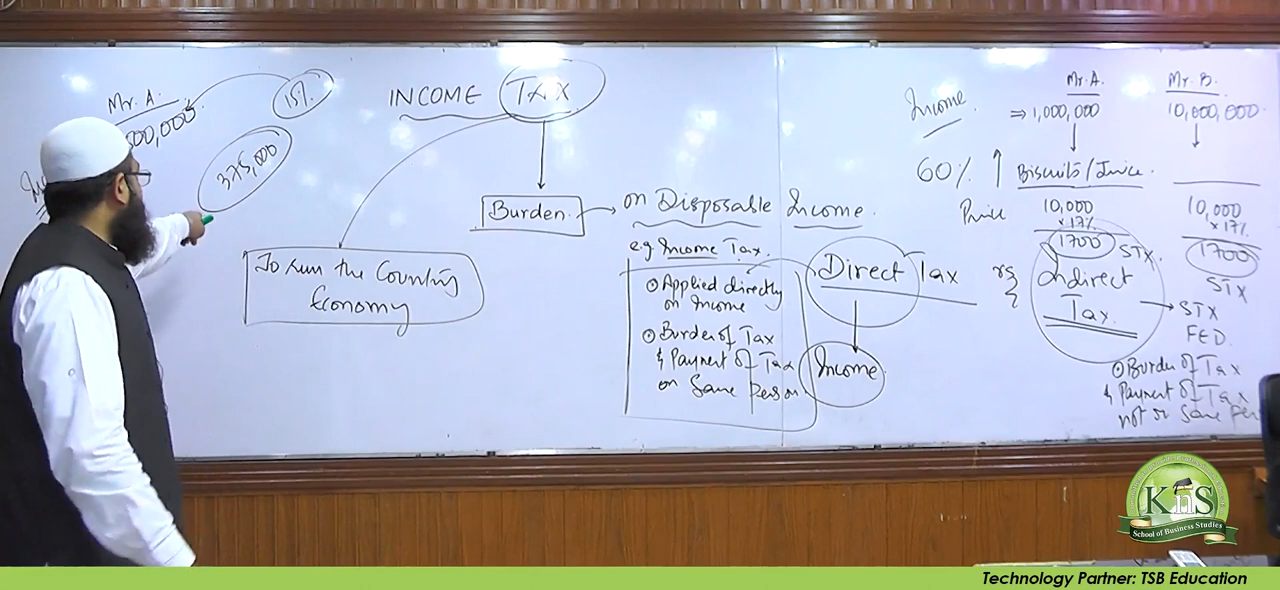 Mr. A.
15%
375,000
INCOME TAX
Burden.
on Disposable Income.
To run the Country
Economy
e.g Income Tax.
Applied directly
on Income
Burden of Tax
& Payment of Tax
on Same Person
Direct Tax
Income
vs
Indirect
Tax.
STX
FED.
Burden of Tax
& Payment of Tax
not on Same Per
Income
Mr. A.
⇒ 1,000,000
60% ↑ Biscuits/Juice.
Price
10,000
x 17%
1700 STX.
Mr. B.
10,000,000
10,000
x 17%
1700
STX
KnS
School of Business Studies
Technology Partner: TSB Education